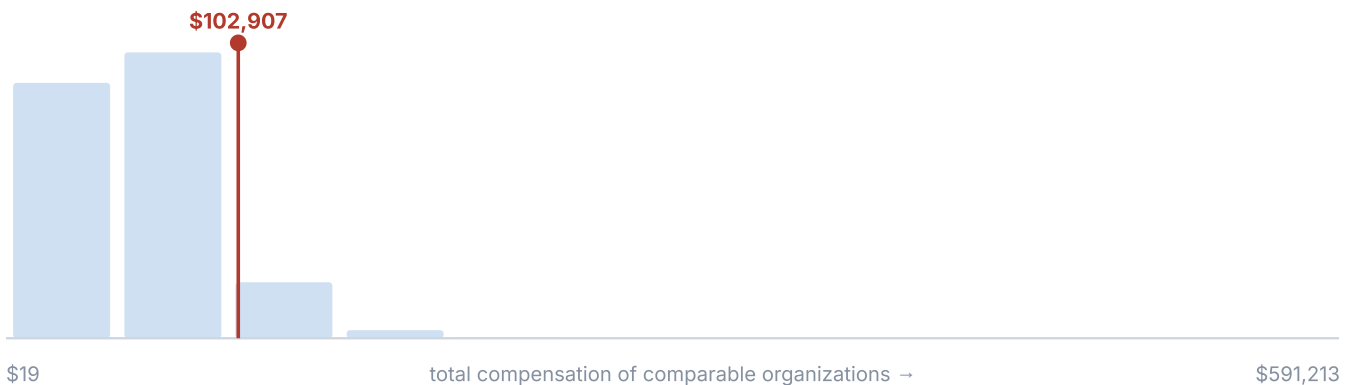 $102,907
$19
total compensation of comparable organizations →
$591,213